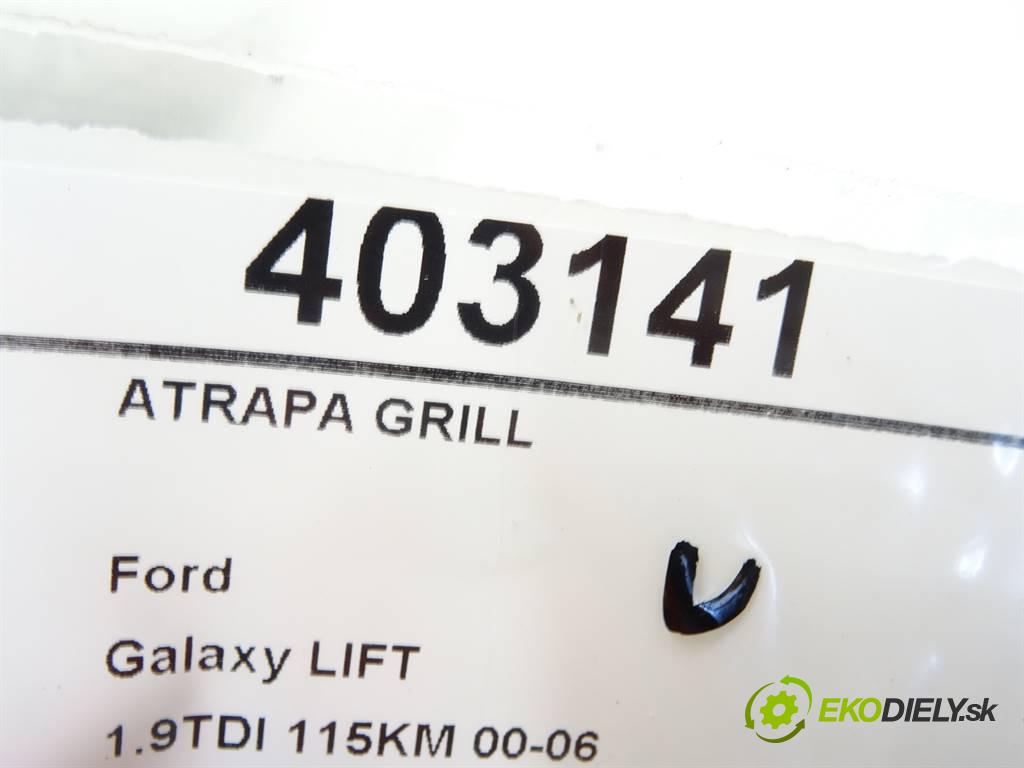 403141
ATRAPA GRILL
Ford
Galaxy LIFT
1.9TDI 115KM 00-06
EKODIELY.sk